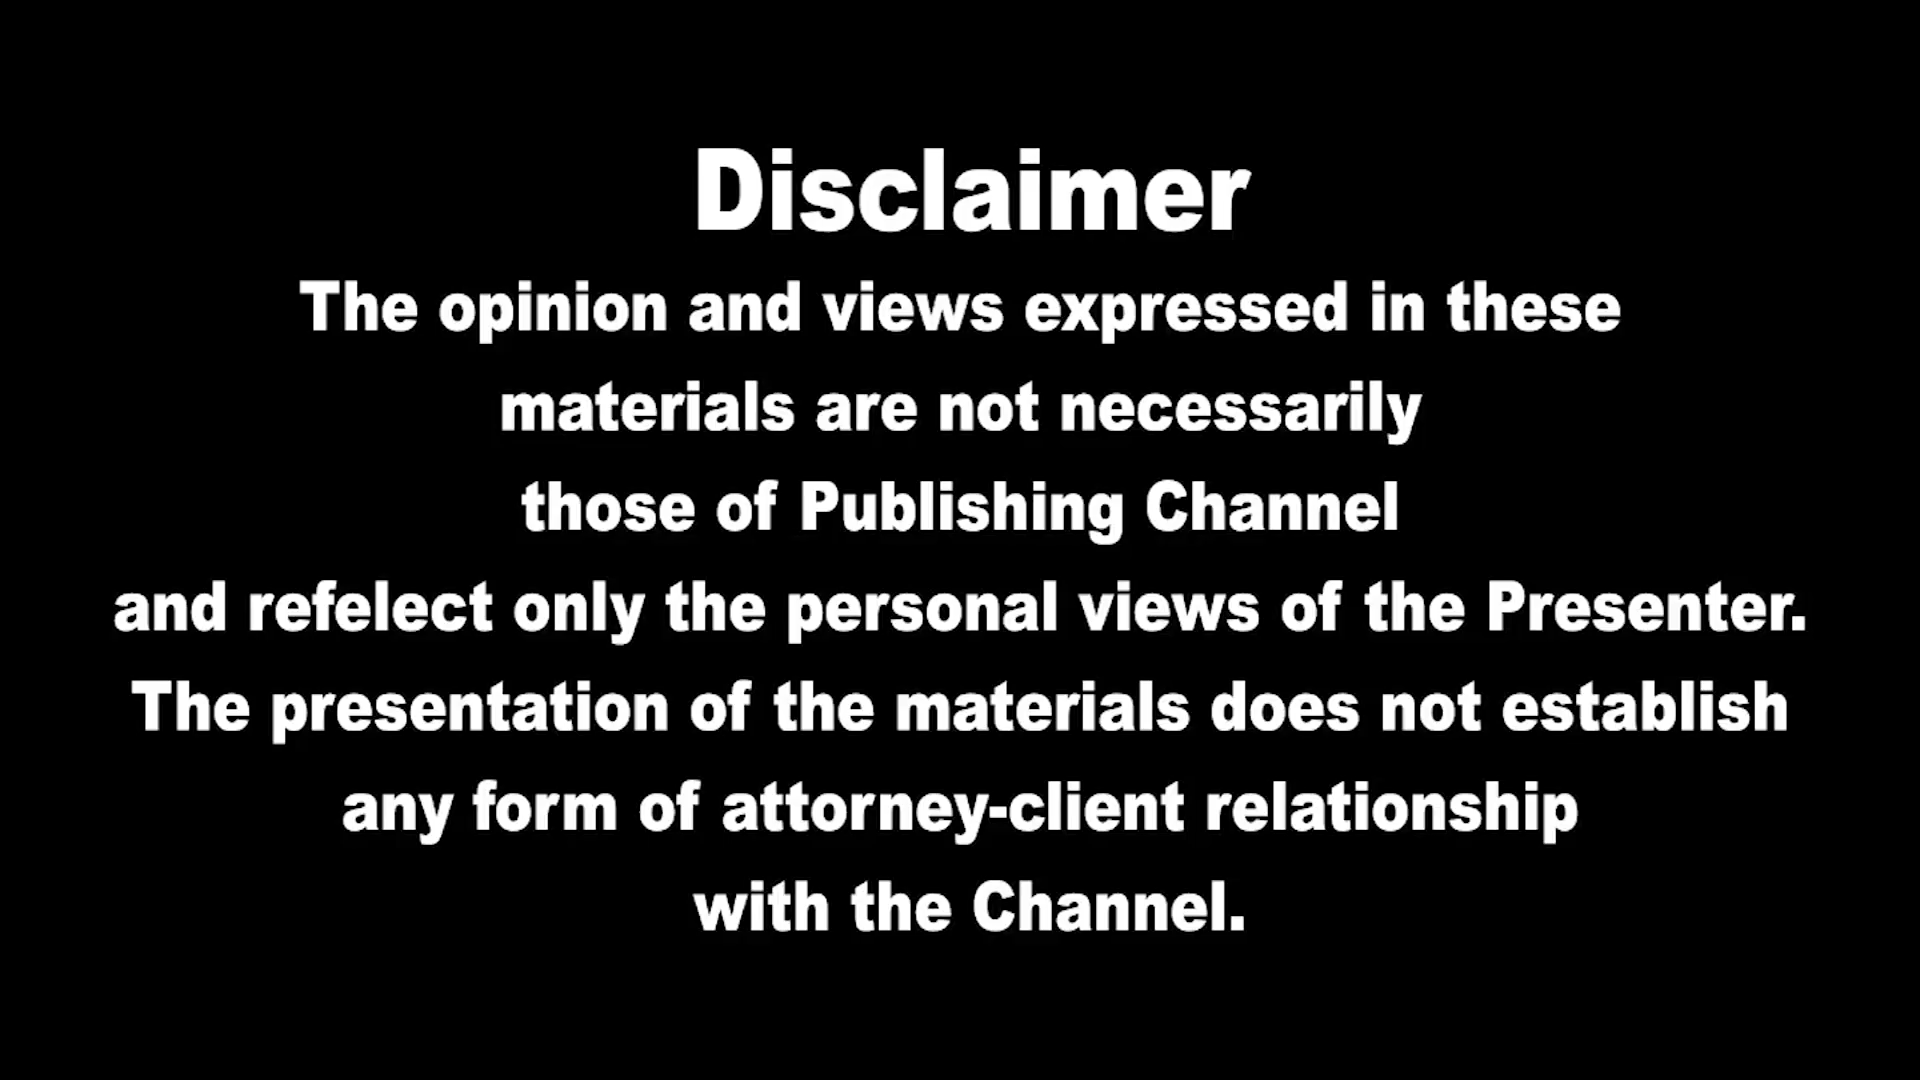 Disclaimer
The opinion and views expressed in these
materials are not necessarily
those of Publishing Channel
and refelect only the personal views of the Presenter.
The presentation of the materials does not establish
any form of attorney-client relationship
with the Channel.